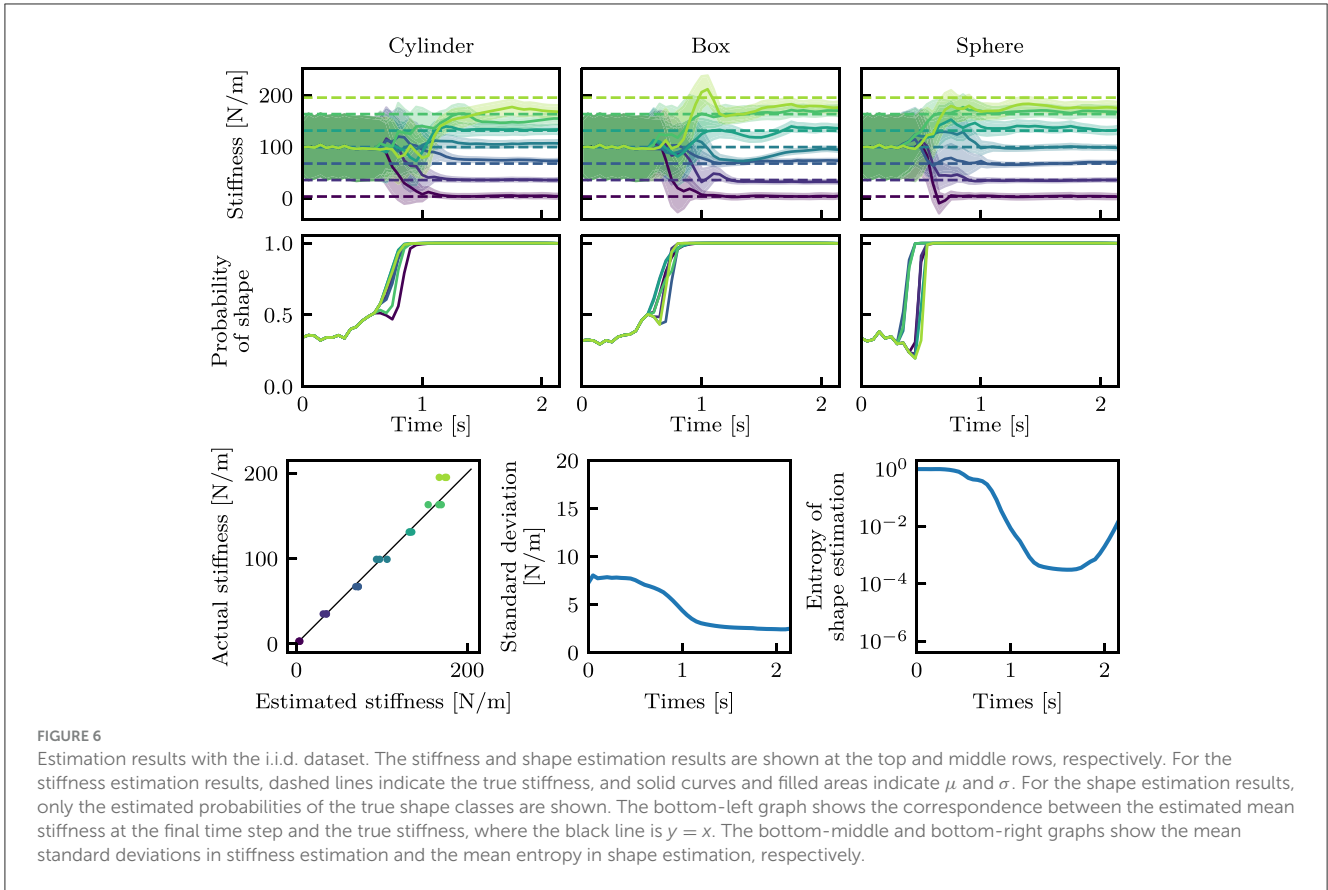 Cylinder Box Sphere
Stiffness [N/m]
200
100
0
Probability
of shape
1.0
0.5
0.0
0 1 2 0 1 2 0 1 2
Time [s] Time [s] Time [s]
Actual stiffness [N/m]
200
100
0
0 200
Estimated stiffness [N/m]
Standard deviation
[N/m]
20
15
10
5
0
0 1 2
Times [s]
Entropy of
shape estimation
10^0
10^-2
10^-4
10^-6
0 1 2
Times [s]
FIGURE 6
Estimation results with the i.i.d. dataset. The stiffness and shape estimation results are shown at the top and middle rows, respectively. For the
stiffness estimation results, dashed lines indicate the true stiffness, and solid curves and filled areas indicate μ and σ. For the shape estimation results,
only the estimated probabilities of the true shape classes are shown. The bottom-left graph shows the correspondence between the estimated mean
stiffness at the final time step and the true stiffness, where the black line is y = x. The bottom-middle and bottom-right graphs show the mean
standard deviations in stiffness estimation and the mean entropy in shape estimation, respectively.